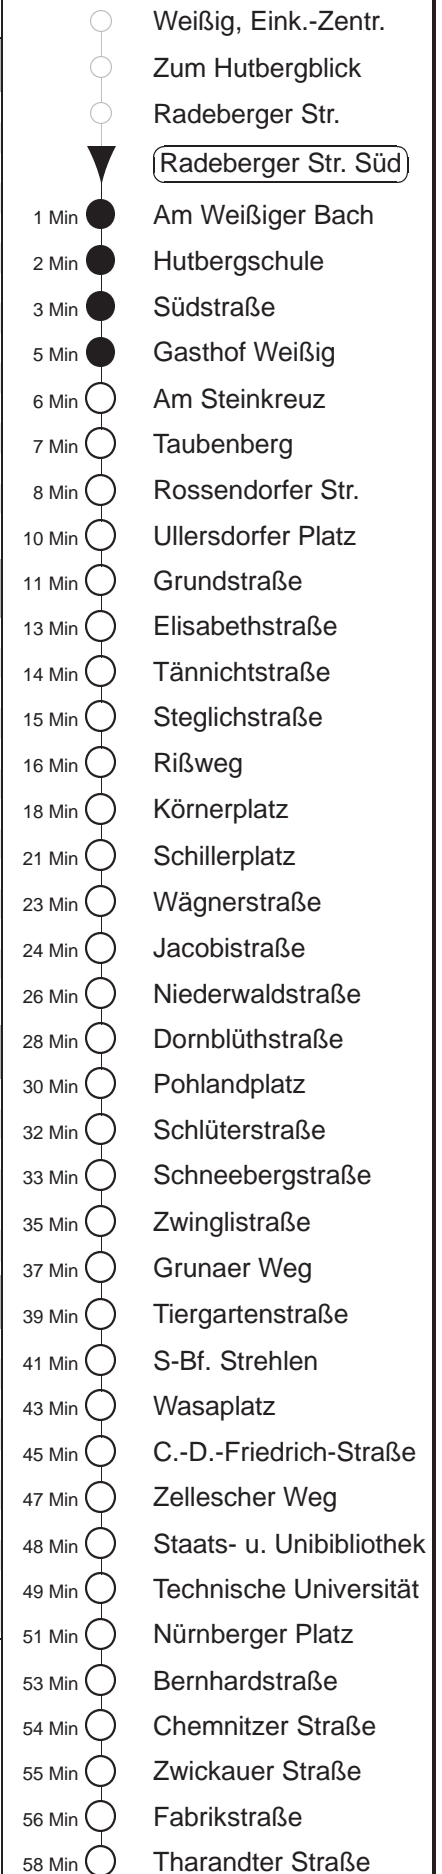 Weißig, Eink.-Zentr.
Zum Hutbergblick
Radeberger Str.
Radeberger Str. Süd
1 Min Am Weißiger Bach
2 Min Hutbergschule
3 Min Südstraße
5 Min Gasthof Weißig
6 Min Am Steinkreuz
7 Min Taubenberg
8 Min Rossendorfer Str.
10 Min Ullersdorfer Platz
11 Min Grundstraße
13 Min Elisabethstraße
14 Min Tännichtstraße
15 Min Steglichstraße
16 Min Rißweg
18 Min Körnerplatz
21 Min Schillerplatz
23 Min Wägnerstraße
24 Min Jacobistraße
26 Min Niederwaldstraße
28 Min Dornblüthstraße
30 Min Pohlandplatz
32 Min Schlüterstraße
33 Min Schneebergstraße
35 Min Zwinglistraße
37 Min Grunaer Weg
39 Min Tiergartenstraße
41 Min S-Bf. Strehlen
43 Min Wasaplatz
45 Min C.-D.-Friedrich-Straße
47 Min Zellescher Weg
48 Min Staats- u. Unibibliothek
49 Min Technische Universität
51 Min Nürnberger Platz
53 Min Bernhardstraße
54 Min Chemnitzer Straße
55 Min Zwickauer Straße
56 Min Fabrikstraße
58 Min Tharandter Straße